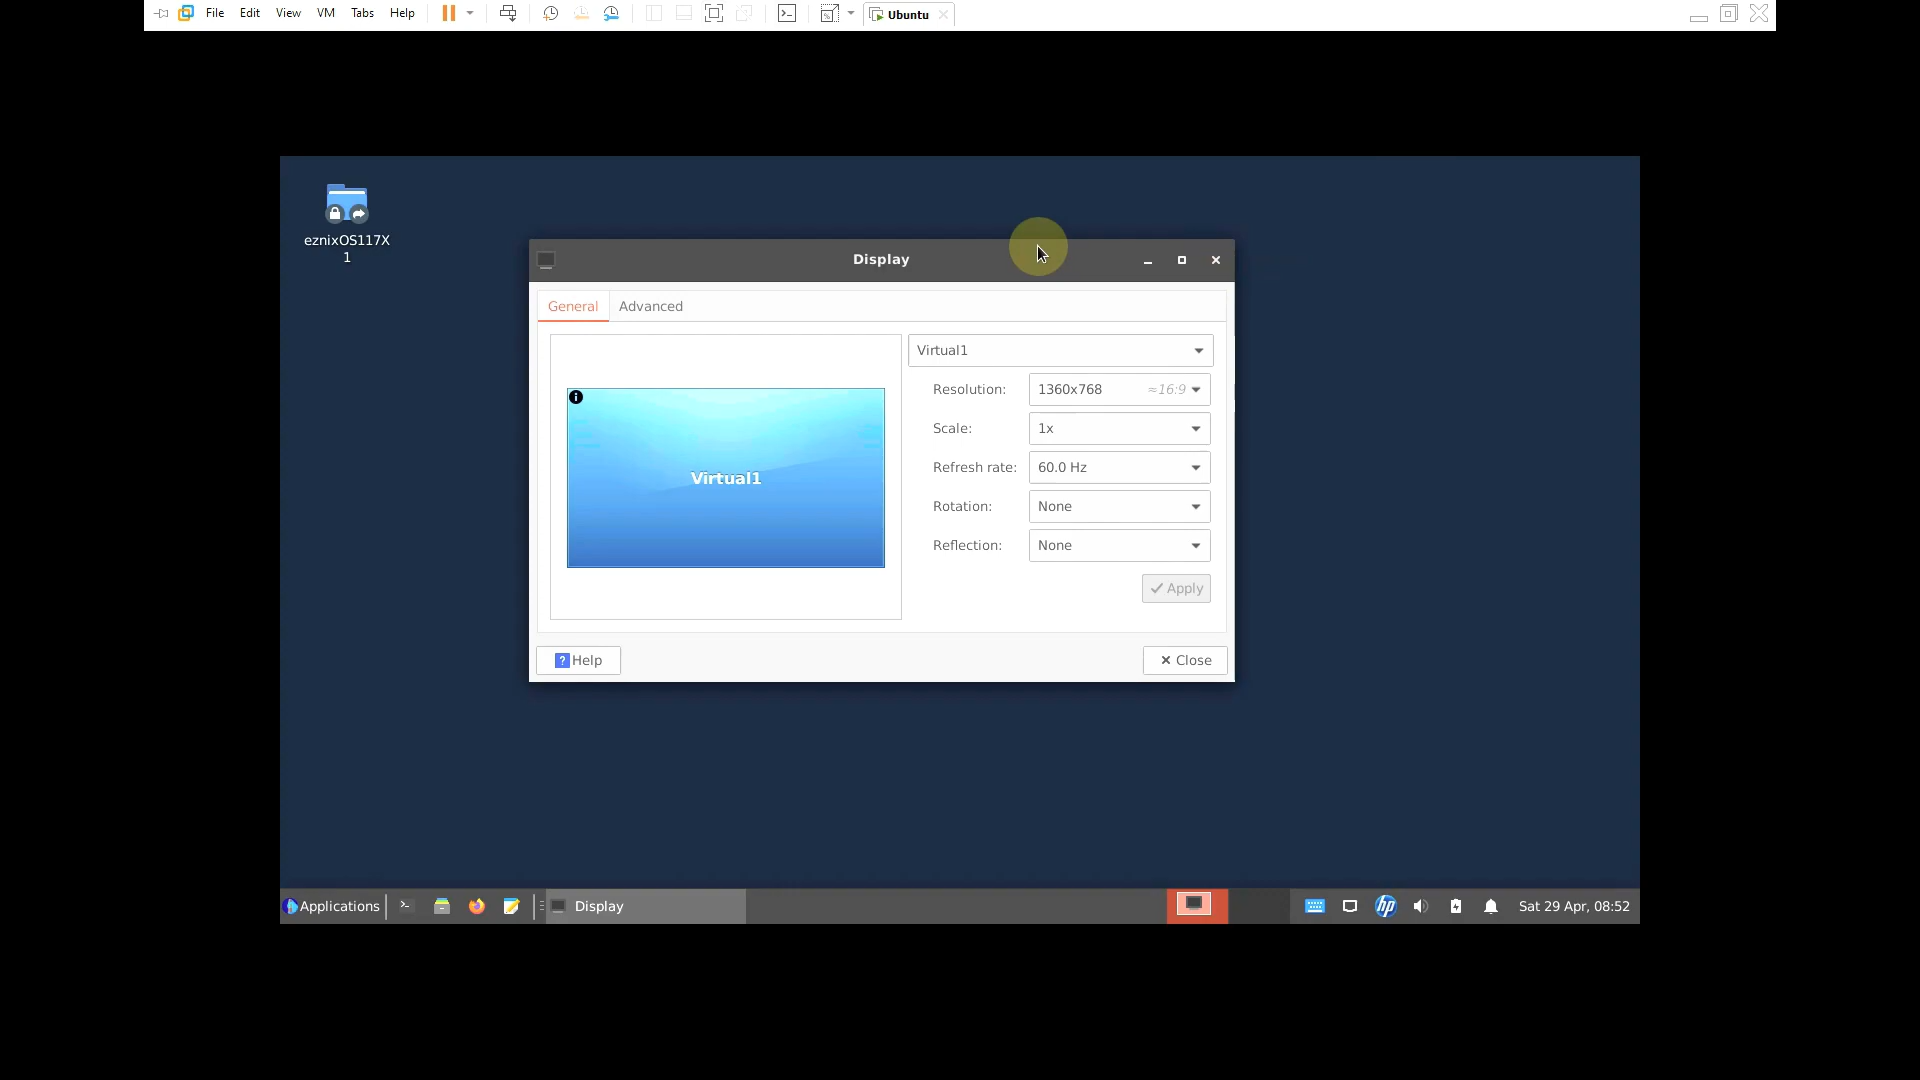 File Edit View VM Tabs Help Ubuntu
eznixOS117X
1
Display
General Advanced
Virtual1
Resolution: 1360x768 ≈16:9
Scale: 1x
Refresh rate: 60.0 Hz
Rotation: None
Reflection: None
Virtual1
Apply
Help Close
Applications Display hp Sat 29 Apr, 08:52